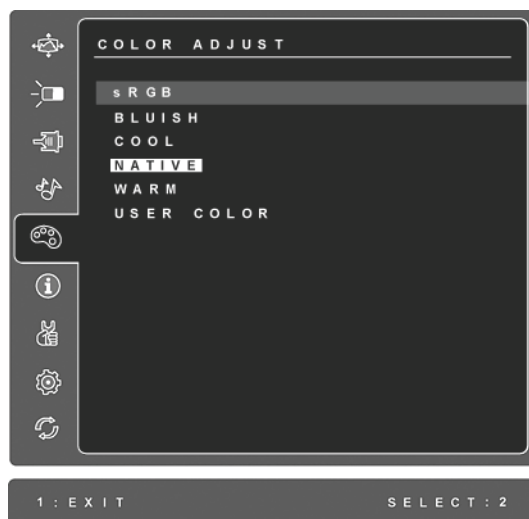 COLOR ADJUST
sRGB
BLUISH
COOL
NATIVE
WARM
USER COLOR
1:EXIT SELECT:2